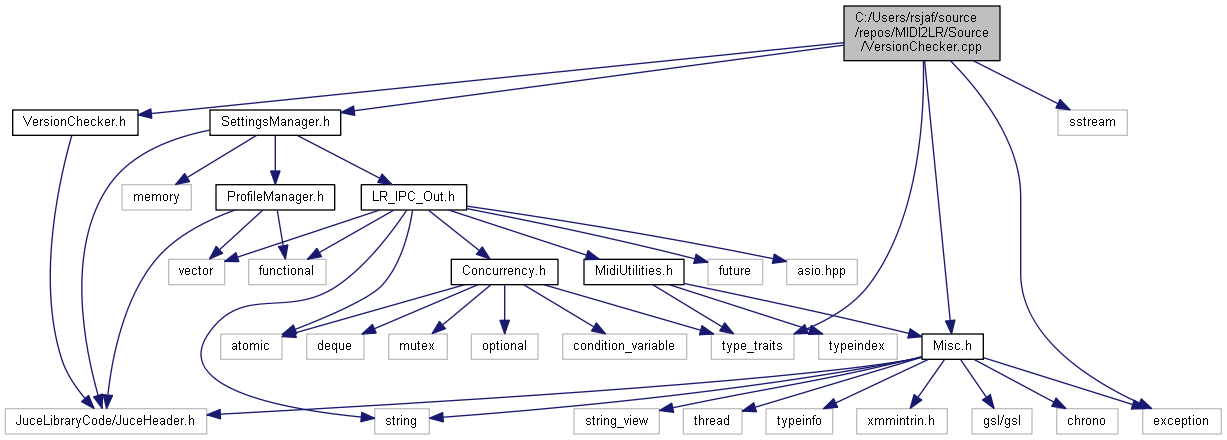 C:/Users/rsjaf/source
/repos/MIDI2LR/Source
/VersionChecker.cpp
VersionChecker.h
SettingsManager.h
sstream
memory
ProfileManager.h
LR_IPC_Out.h
vector
functional
Concurrency.h
MidiUtilities.h
future
asio.hpp
atomic
deque
mutex
optional
condition_variable
type_traits
typeindex
Misc.h
JuceLibraryCode/JuceHeader.h
string
string_view
thread
typeinfo
xmmintrin.h
gsl/gsl
chrono
exception